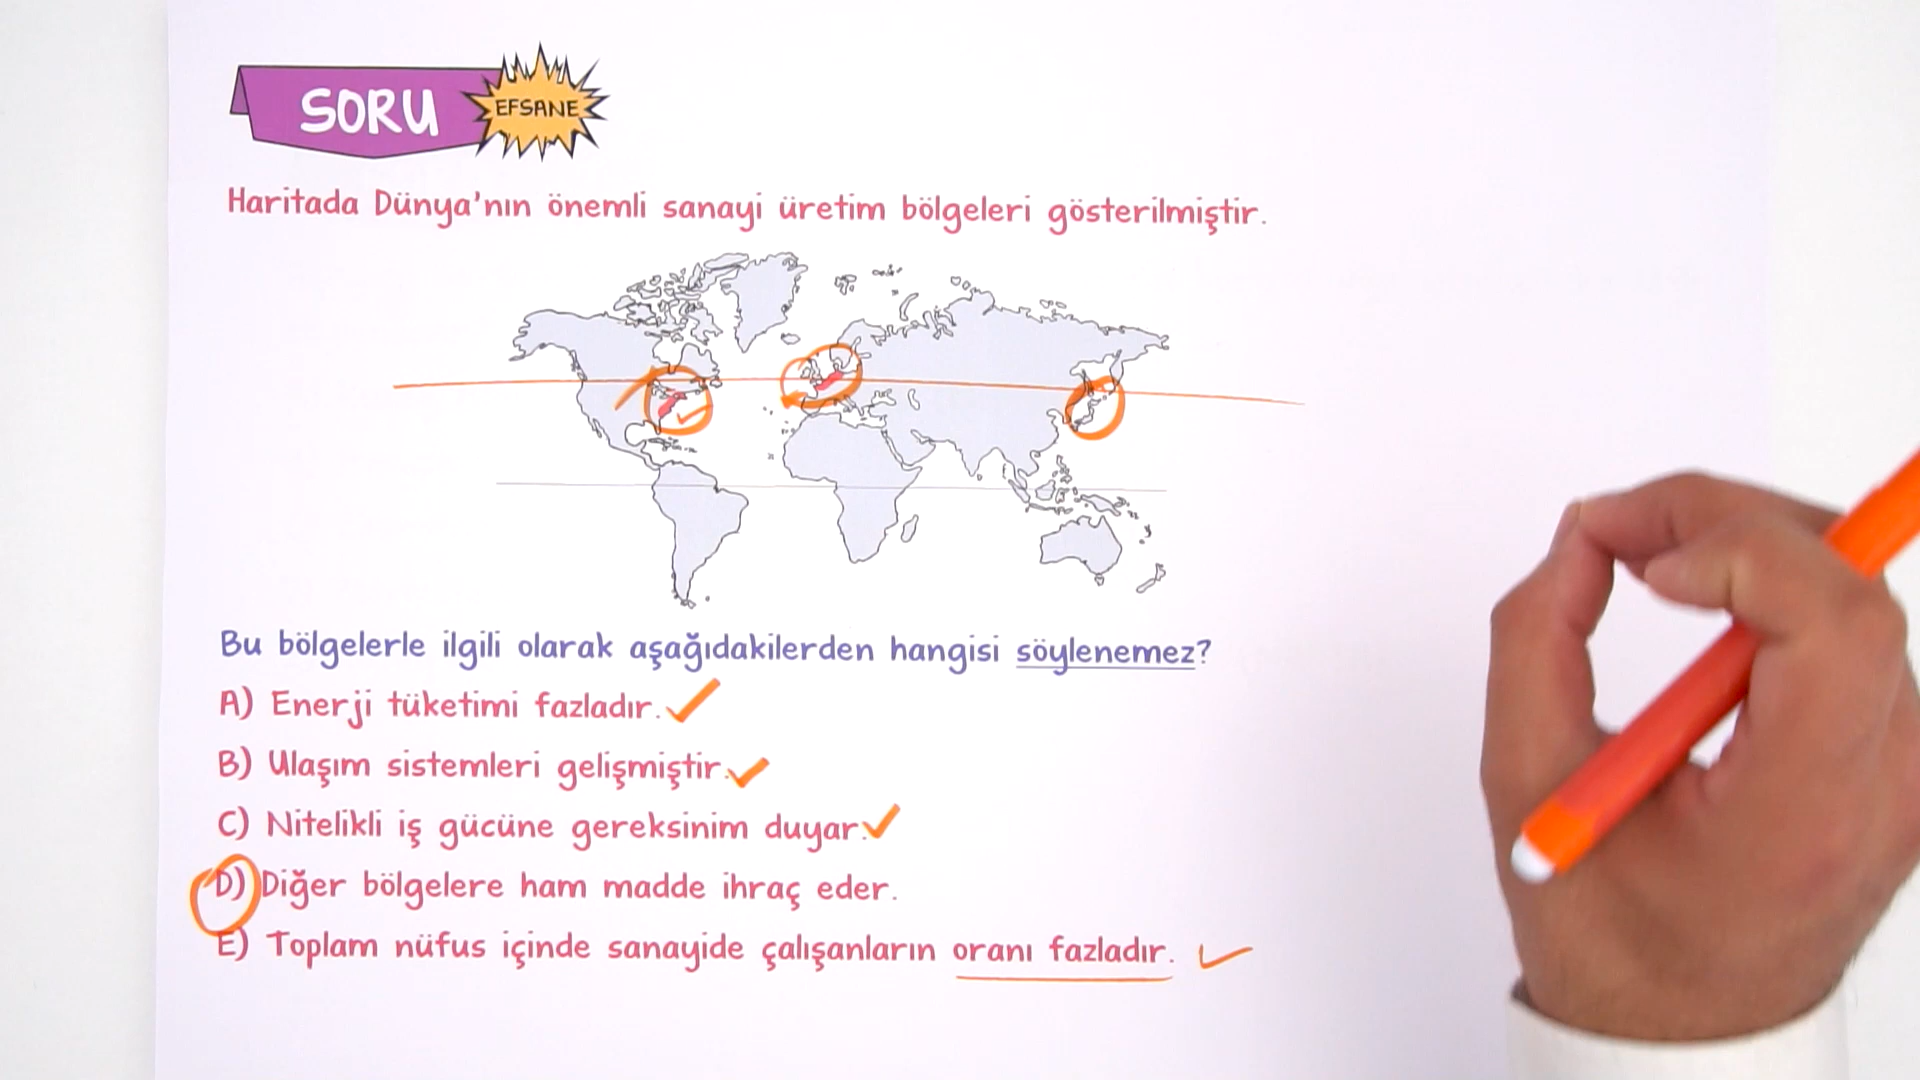 SORU
EFSANE
Haritada Dünya'nın önemli sanayi üretim bölgeleri gösterilmiştir.
Bu bölgelerle ilgili olarak aşağıdakilerden hangisi söylenemez?
A) Enerji tüketimi fazladır.
B) Ulaşım sistemleri gelişmiştir.
C) Nitelikli iş gücüne gereksinim duyar.
D) Diğer bölgelere ham madde ihraç eder.
E) Toplam nüfus içinde sanayide çalışanların oranı fazladır.